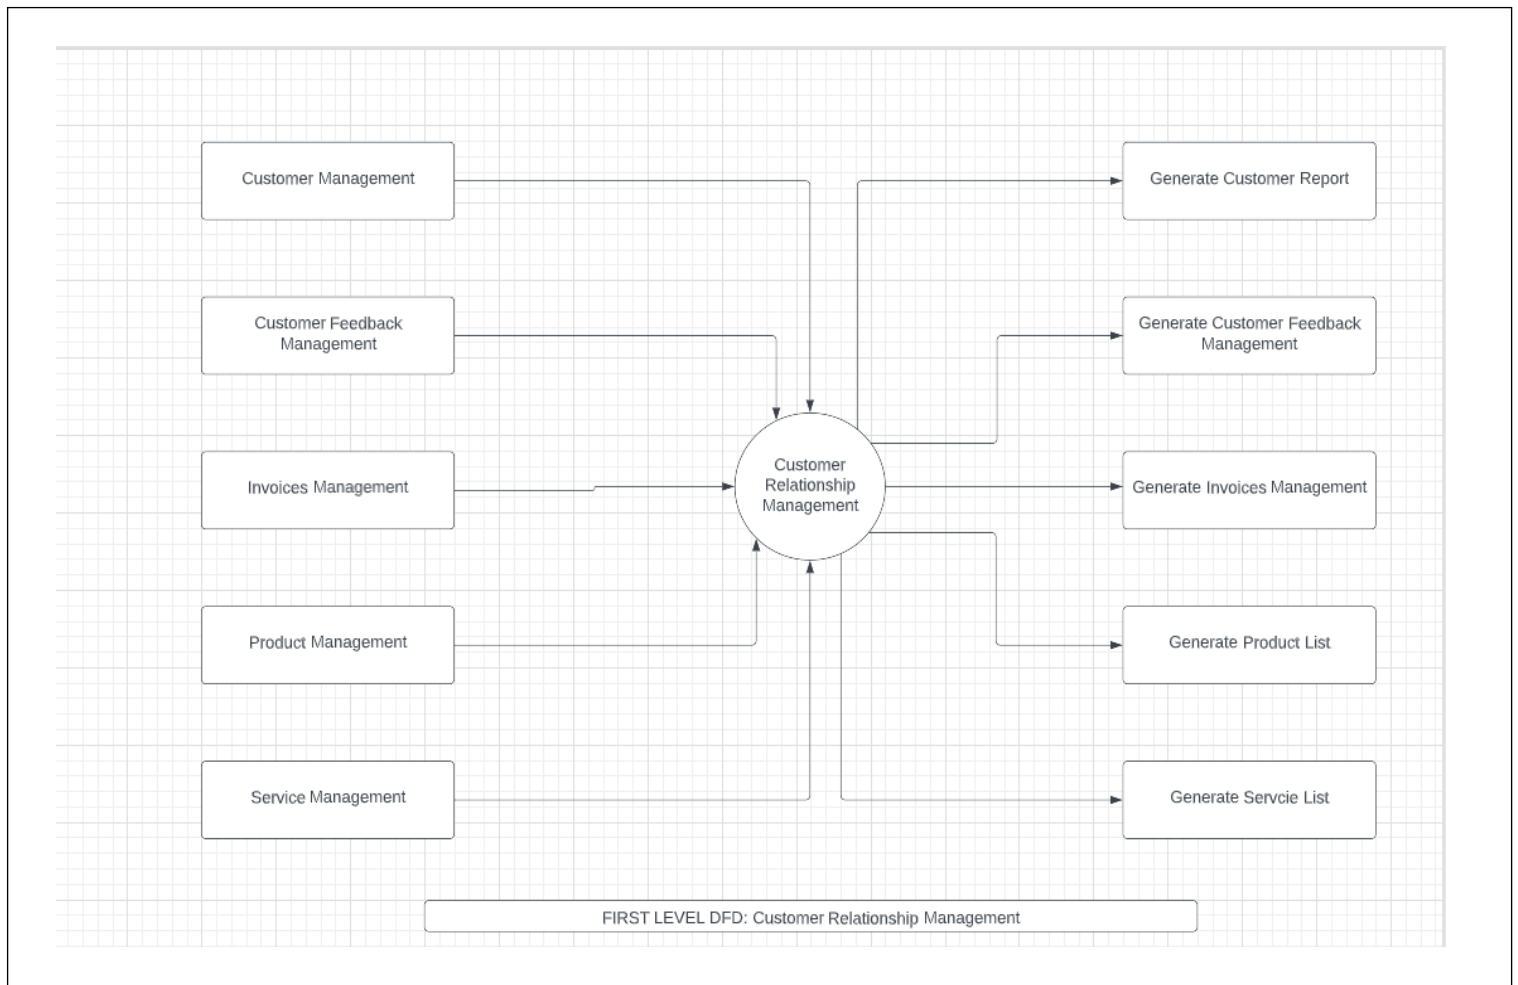 Customer Management
Generate Customer Report
Customer Feedback
Management
Generate Customer Feedback
Management
Invoices Management
Customer
Relationship
Management
Generate Invoices Management
Product Management
Generate Product List
Service Management
Generate Servcie List
FIRST LEVEL DFD: Customer Relationship Management